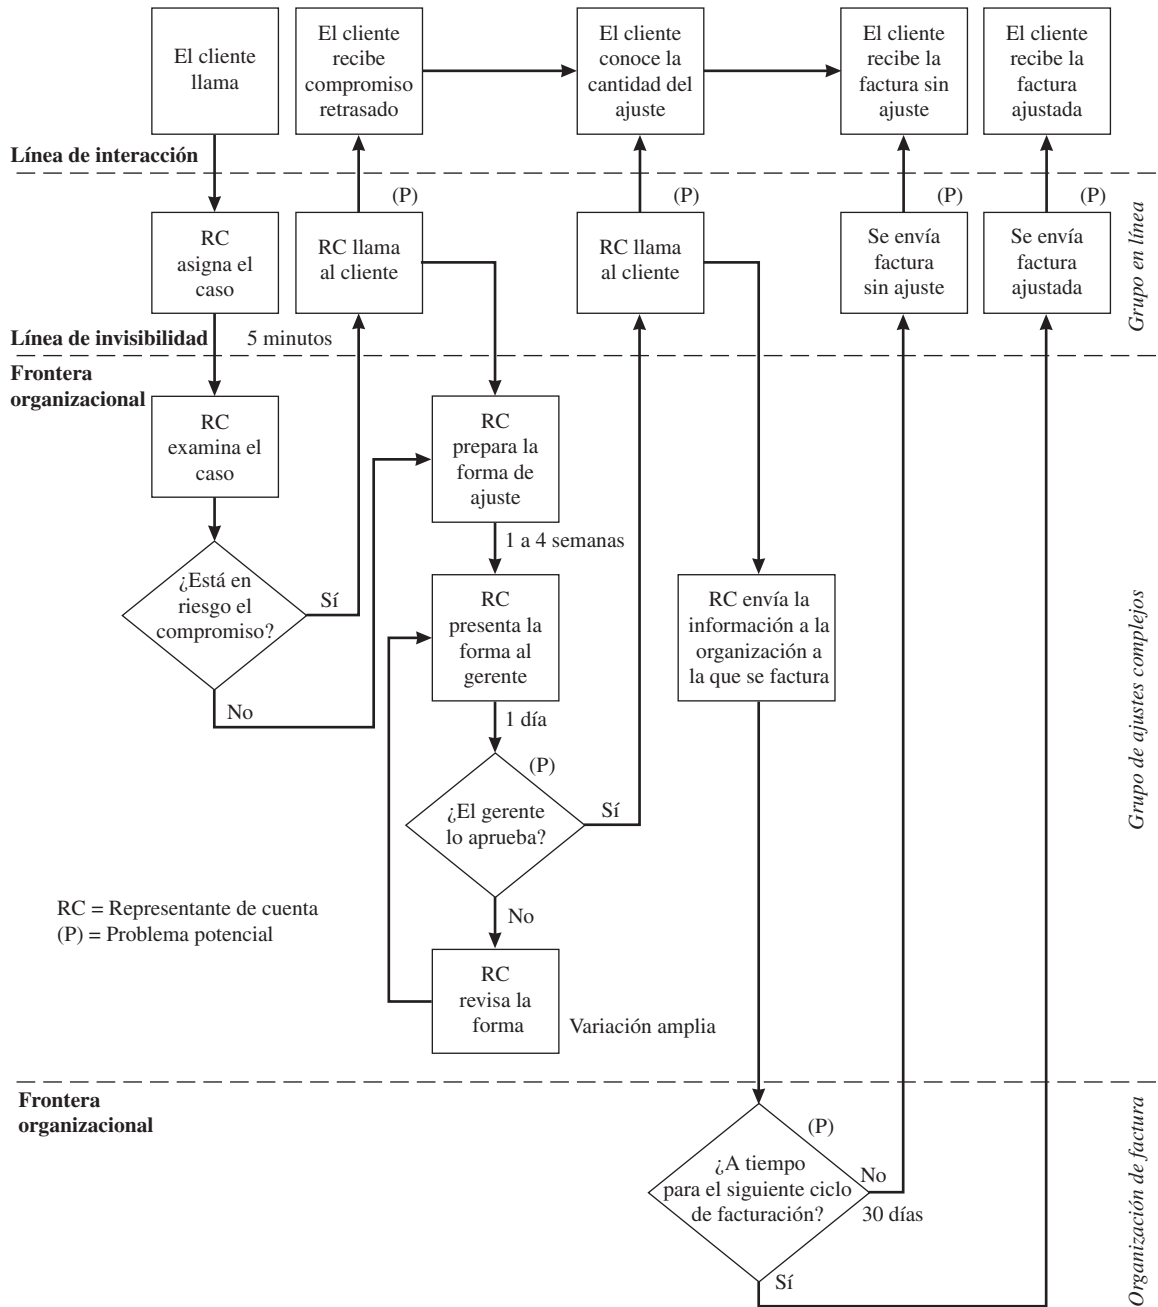 El cliente
llama
El cliente
recibe
compromiso
retrasado
El cliente
conoce la
cantidad del
ajuste
El cliente
recibe la
factura sin
ajuste
El cliente
recibe la
factura
ajustada
Línea de interacción
(P)
(P)
(P)
(P)
RC
asigna el
caso
RC llama
al cliente
RC llama
al cliente
Se envía
factura
sin ajuste
Se envía
factura
ajustada
Grupo en línea
Línea de invisibilidad
5 minutos
Frontera
organizacional
RC
examina el
caso
RC
prepara la
forma de
ajuste
1 a 4 semanas
¿Está en
riesgo el
compromiso?
Sí
No
RC
presenta la
forma al
gerente
RC envía la
información a la
organización a
la que se factura
Grupo de ajustes complejos
1 día
(P)
¿El gerente
lo aprueba?
Sí
No
RC = Representante de cuenta
(P) = Problema potencial
RC
revisa la
forma
Variación amplia
Frontera
organizacional
(P)
¿A tiempo
para el siguiente ciclo
de facturación?
No
30 días
Sí
Organización de factura